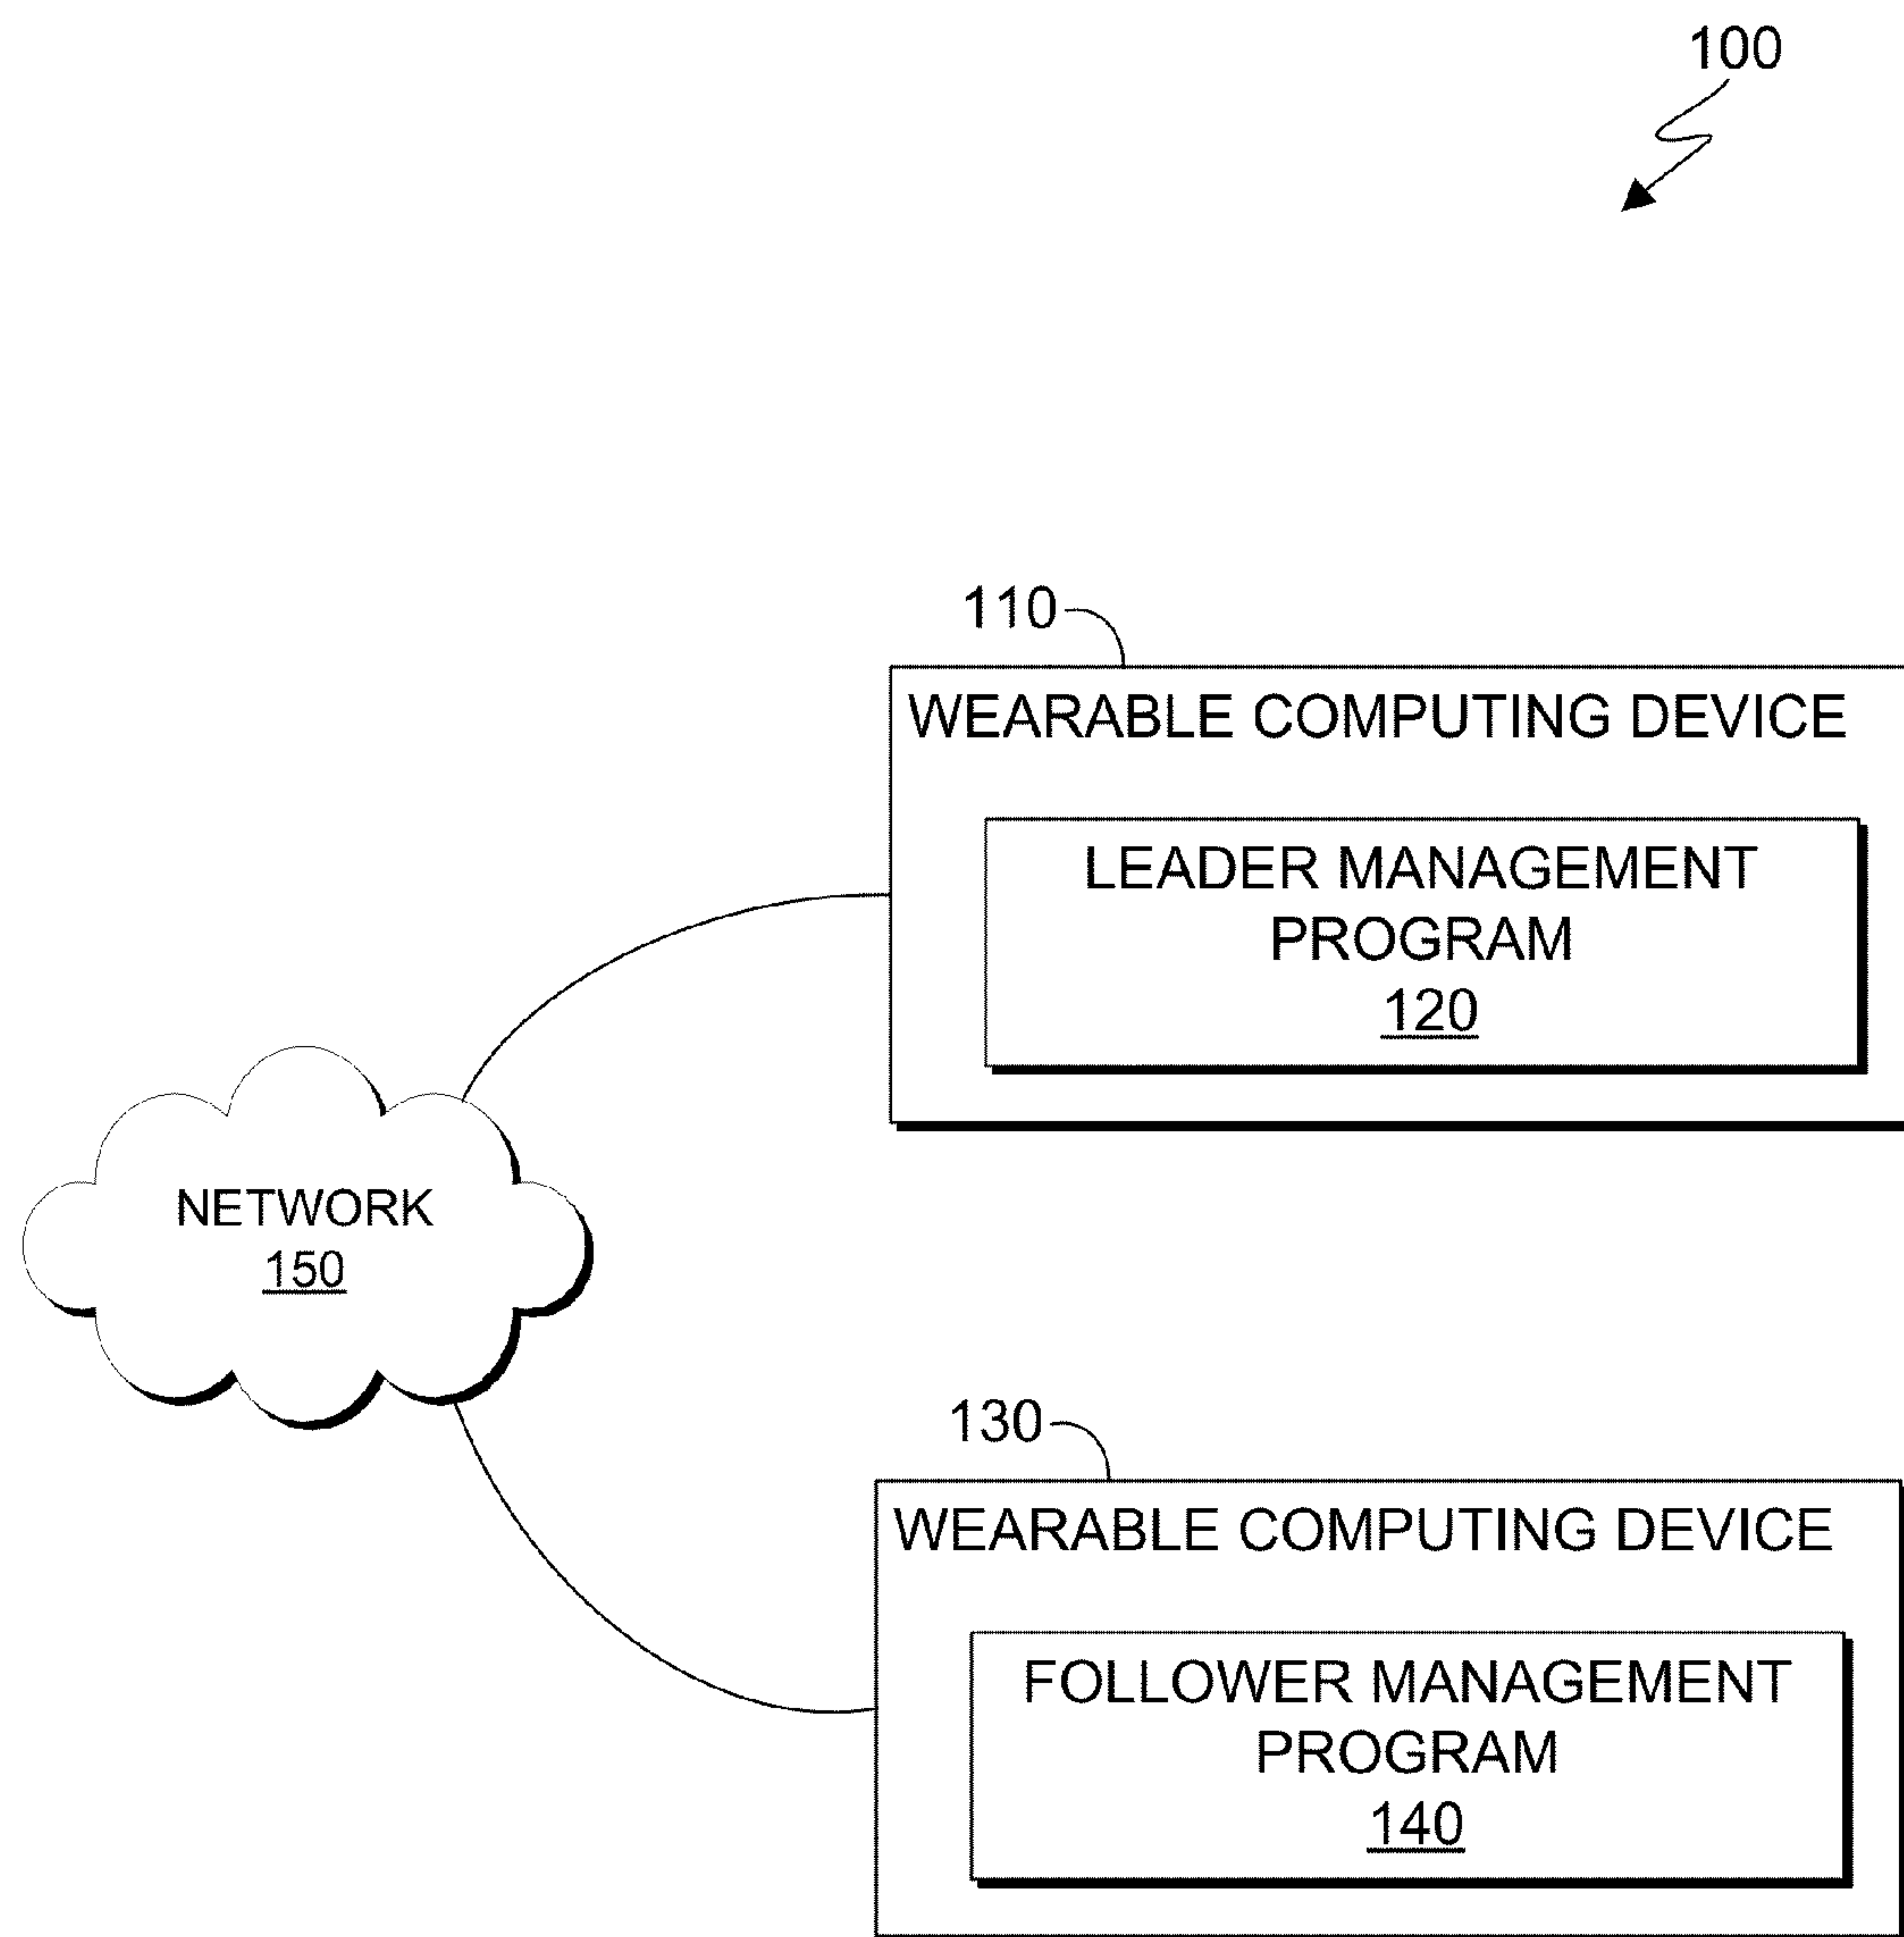 100
110
WEARABLE COMPUTING DEVICE
LEADER MANAGEMENT
PROGRAM
120
NETWORK
150
130
WEARABLE COMPUTING DEVICE
FOLLOWER MANAGEMENT
PROGRAM
140